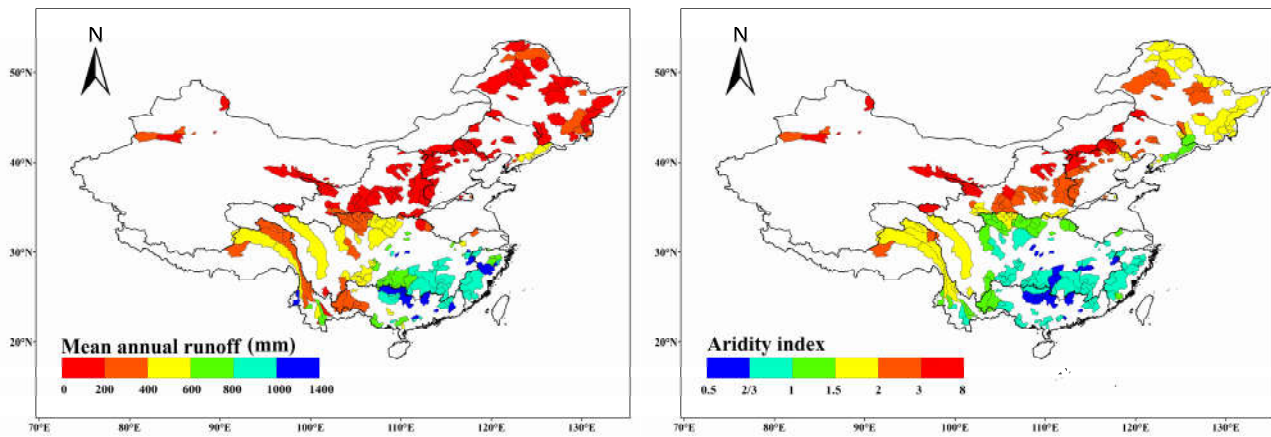 N
50°N
40°N
30°N
20°N
Mean annual runoff (mm)
0 200 400 600 800 1000 1400
70°E 80°E 90°E 100°E 110°E 120°E 130°E
N
50°N
40°N
30°N
20°N
Aridity index
0.5 2/3 1 1.5 2 3 8
70°E 80°E 90°E 100°E 110°E 120°E 130°E